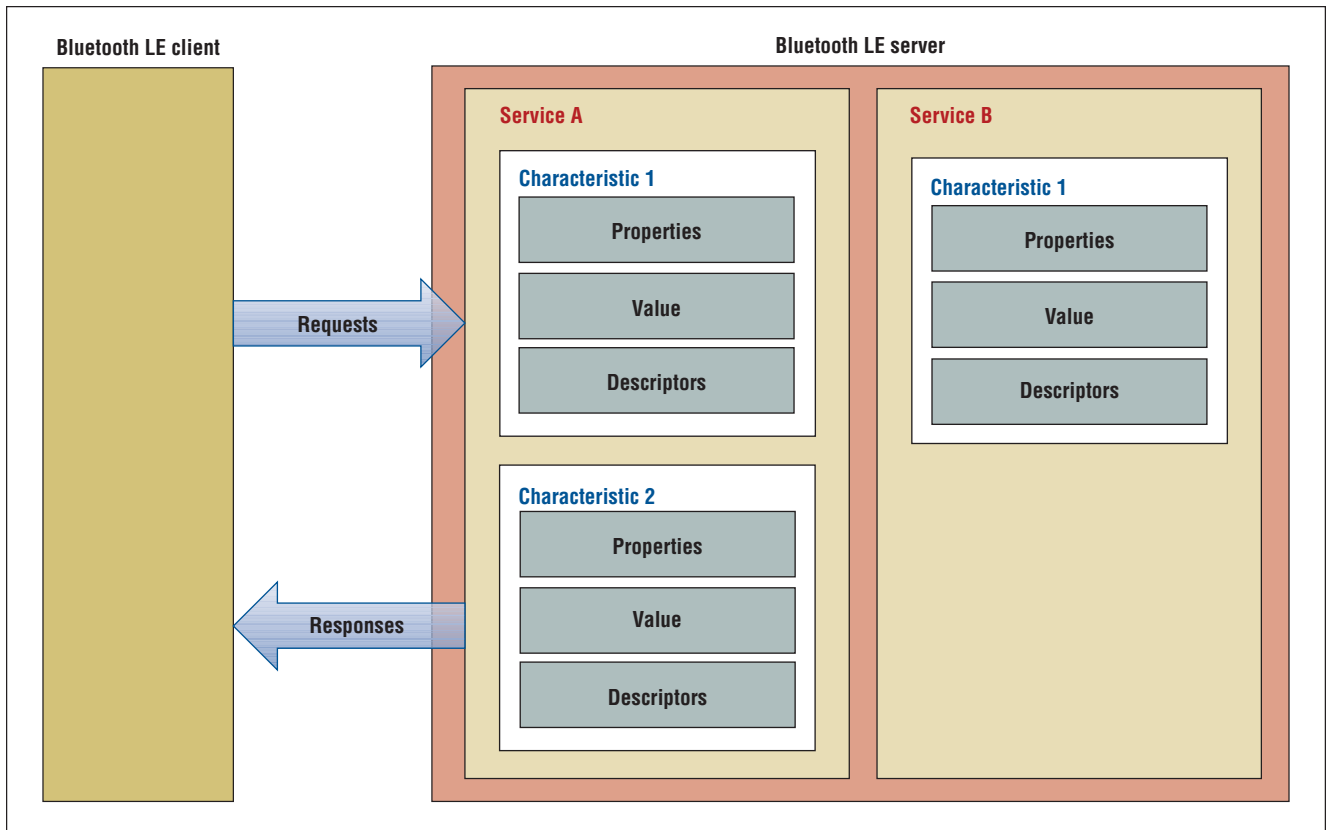 Bluetooth LE client
Bluetooth LE server
Service A
Characteristic 1
Properties
Value
Descriptors
Characteristic 2
Properties
Value
Descriptors
Service B
Characteristic 1
Properties
Value
Descriptors
Requests
Responses